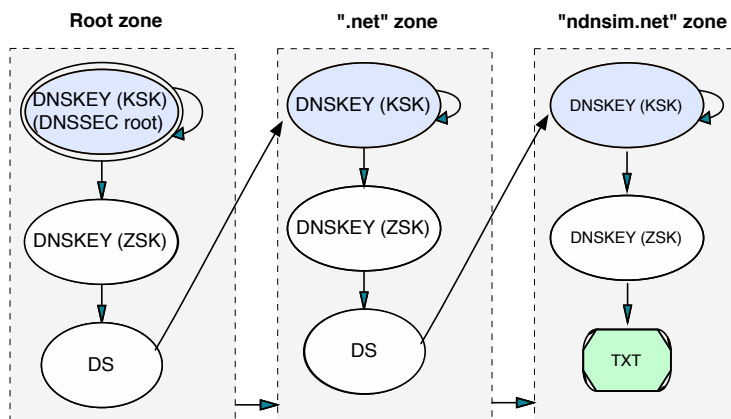 Root zone
".net" zone
"ndnsim.net" zone
DNSKEY (KSK)
(DNSSEC root)
DNSKEY (KSK)
DNSKEY (KSK)
DNSKEY (ZSK)
DNSKEY (ZSK)
DNSKEY (ZSK)
DS
DS
TXT